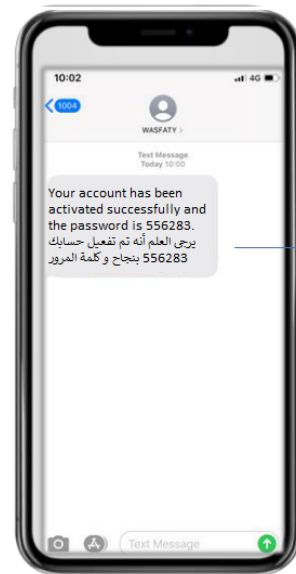 10:02
4G
1004
WASFATY >
Text Message
Today 10:00
Your account has been
activated successfully and
the password is 556283.
يرجى العلم أنه تم تفعيل حسابك
بنجاح و كلمة المرور 556283
Text Message